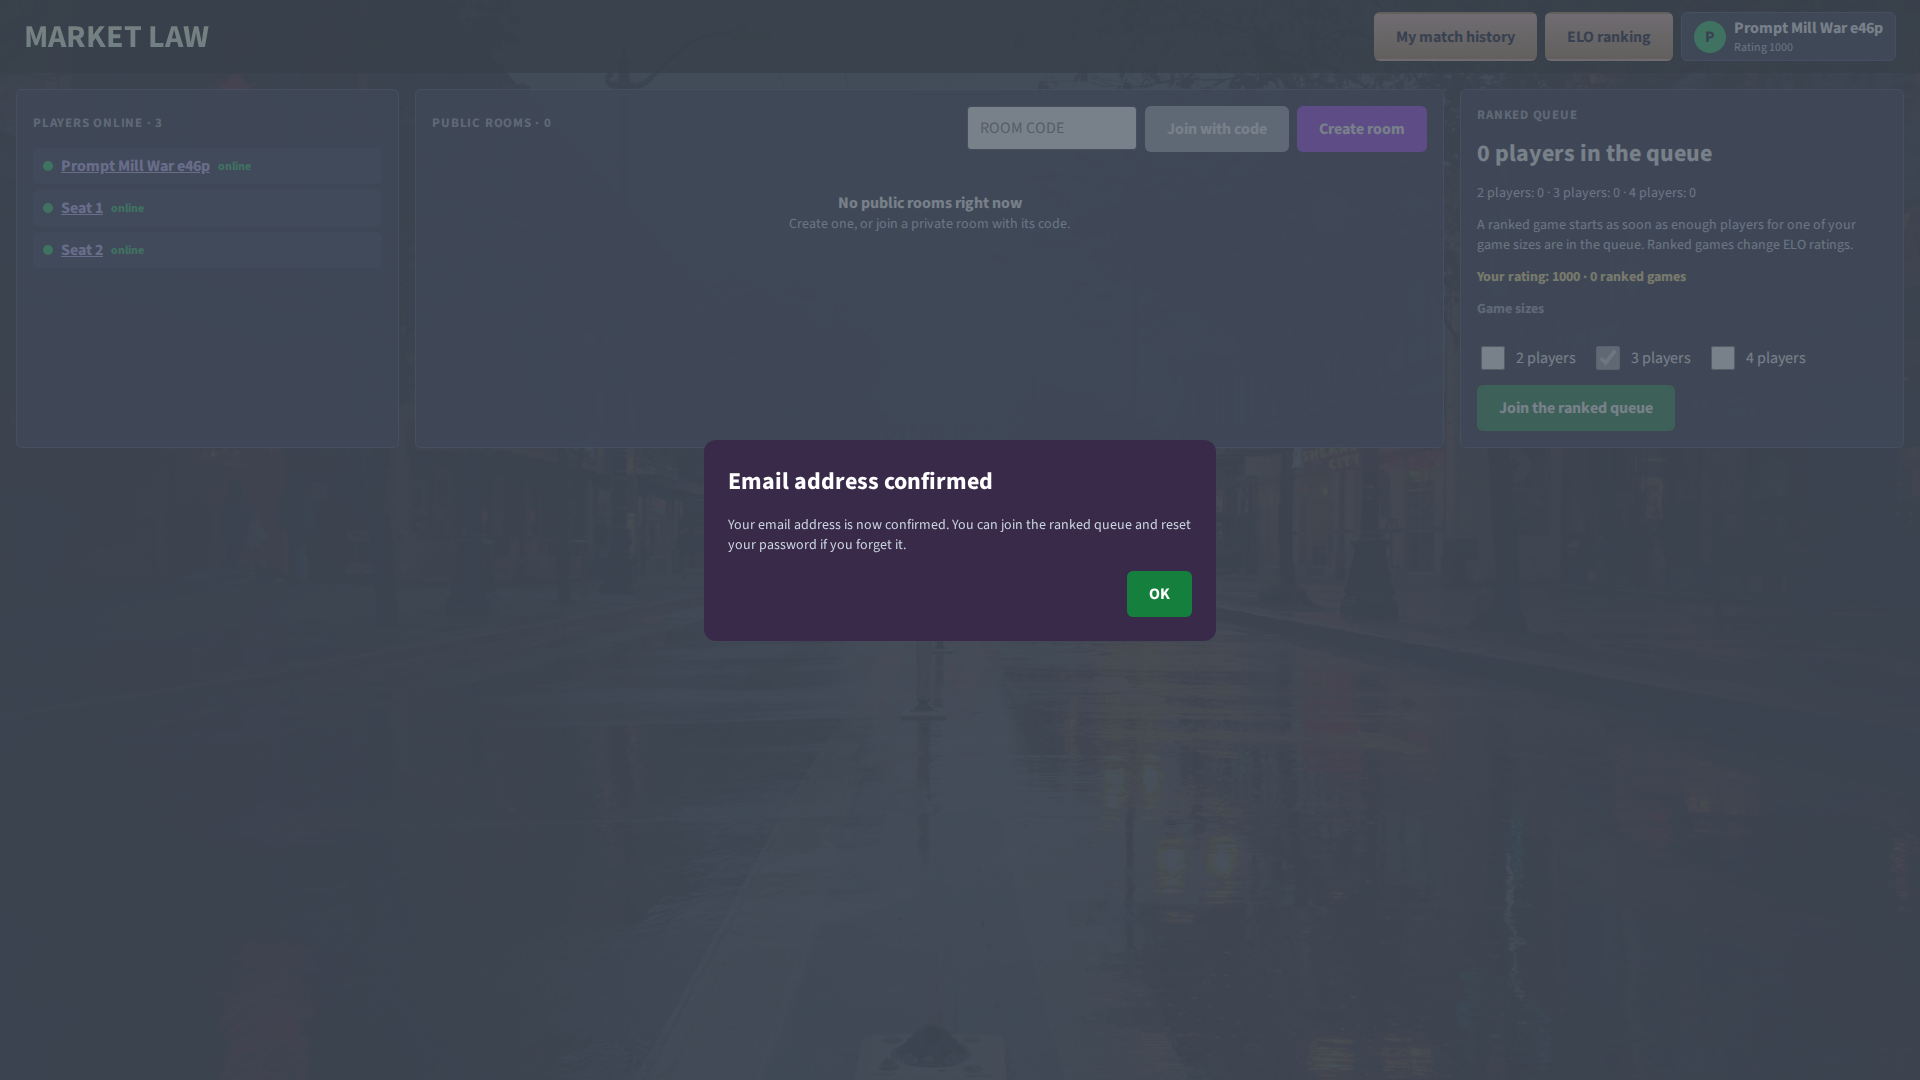 MARKET LAW
My match history
ELO ranking
P
Prompt Mill War e46p
Rating 1000
PLAYERS ONLINE · 3
Prompt Mill War e46p online
Seat 1 online
Seat 2 online
PUBLIC ROOMS · 0
ROOM CODE
Join with code
Create room
No public rooms right now
Create one, or join a private room with its code.
RANKED QUEUE
0 players in the queue
2 players: 0 · 3 players: 0 · 4 players: 0
A ranked game starts as soon as enough players for one of your
game sizes are in the queue. Ranked games change ELO ratings.
Your rating: 1000 · 0 ranked games
Game sizes
2 players
3 players
4 players
Join the ranked queue
Email address confirmed
Your email address is now confirmed. You can join the ranked queue and reset
your password if you forget it.
OK